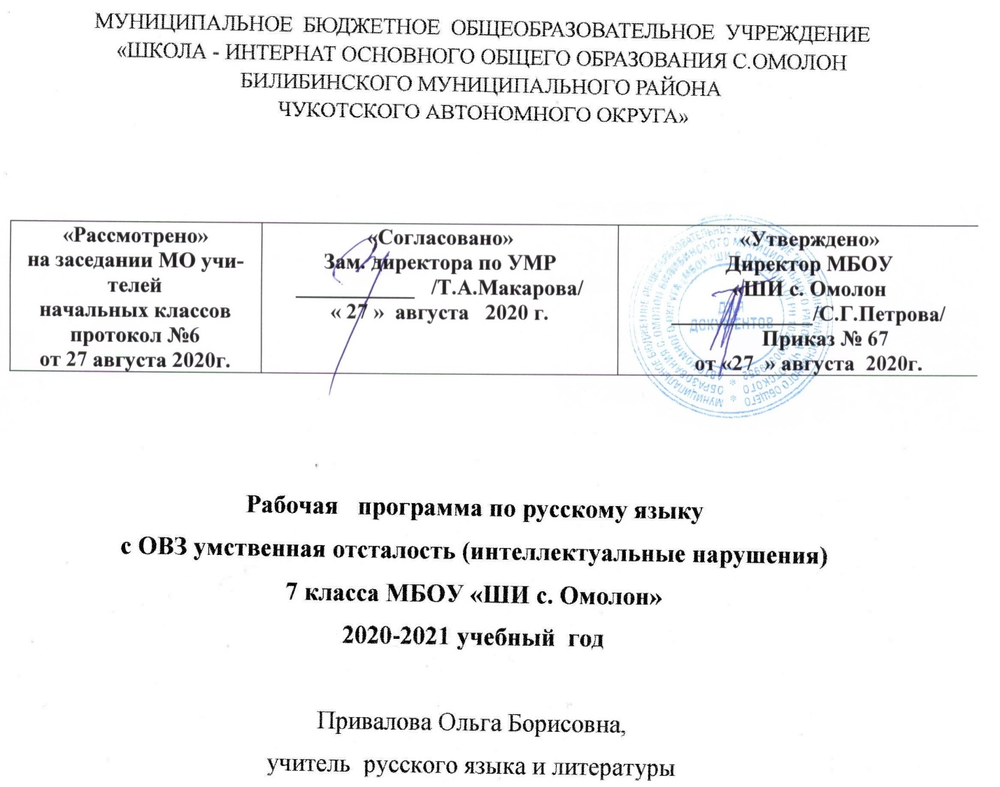 МУНИЦИПАЛЬНОЕ БЮДЖЕТНОЕ ОБЩЕОБРАЗОВАТЕЛЬНОЕ УЧРЕЖДЕНИЕ
«ШКОЛА - ИНТЕРНАТ ОСНОВНОГО ОБЩЕГО ОБРАЗОВАНИЯ С.ОМОЛОН
БИЛИБИНСКОГО МУНИЦИПАЛЬНОГО РАЙОНА
ЧУКОТСКОГО АВТОНОМНОГО ОКРУГА»
«Рассмотрено»
на заседании МО учи-
телей
начальных классов
протокол №6
от 27 августа 2020г.
«Согласовано»
Зам. директора по УМР
____________ /Т.А.Макарова/
« 27 » августа 2020 г.
«Утверждено»
Директор МБОУ
«ШИ с. Омолон
____________ /С.Г.Петрова/
Приказ № 67
от «27 » августа 2020г.
ДЛЯ
ДОКУМЕНТОВ
Рабочая программа по русскому языку
с ОВЗ умственная отсталость (интеллектуальные нарушения)
7 класса МБОУ «ШИ с. Омолон»
2020-2021 учебный год
Привалова Ольга Борисовна,
учитель русского языка и литературы